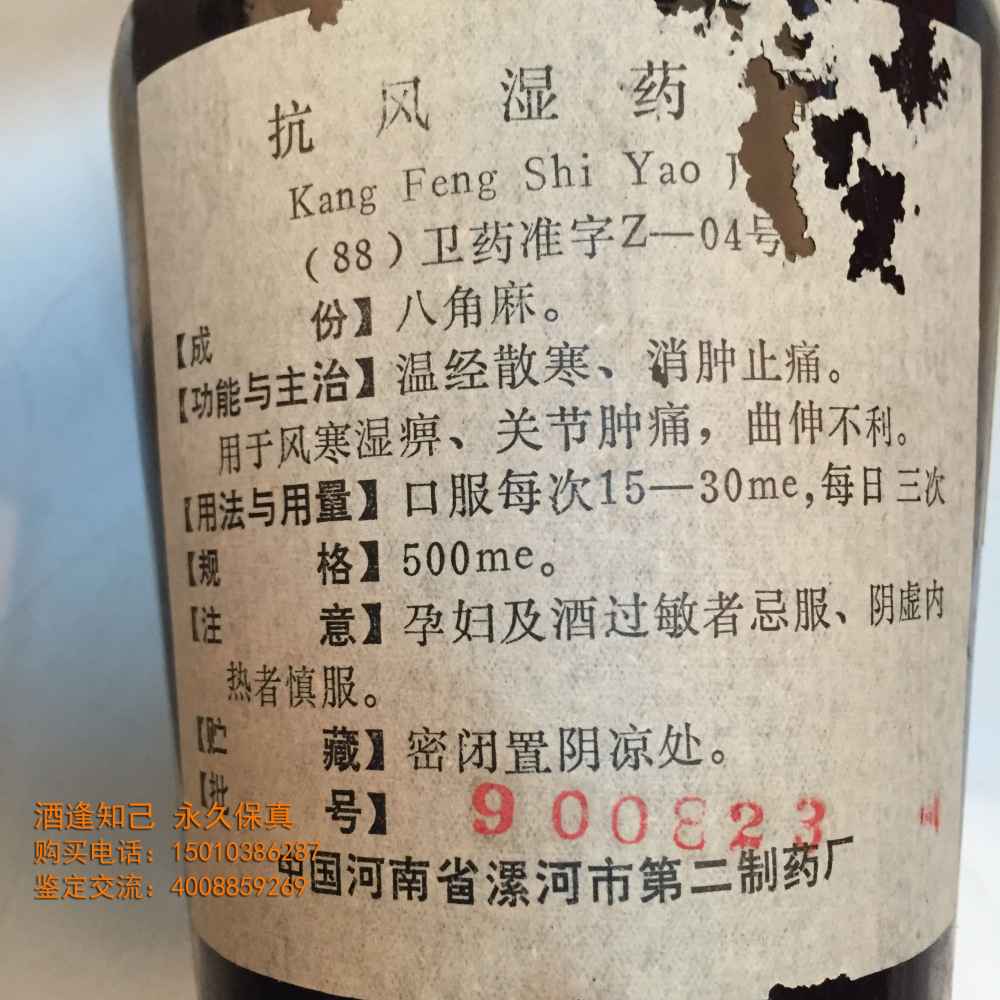 抗风湿药
Kang Feng Shi Yao J
(88)卫药准字Z—04号
【成 份】八角麻。
【功能与主治】温经散寒、消肿止痛。
用于风寒湿痹、关节肿痛，曲伸不利。
【用法与用量】口服每次15—30me,每日三次
【规 格】500me。
【注 意】孕妇及酒过敏者忌服、阴虚内
热者慎服。
【贮 藏】密闭置阴凉处。
【批 号】900823
中国河南省漯河市第二制药厂
酒逢知己 永久保真
购买电话：15010386287
鉴定交流：4008859269